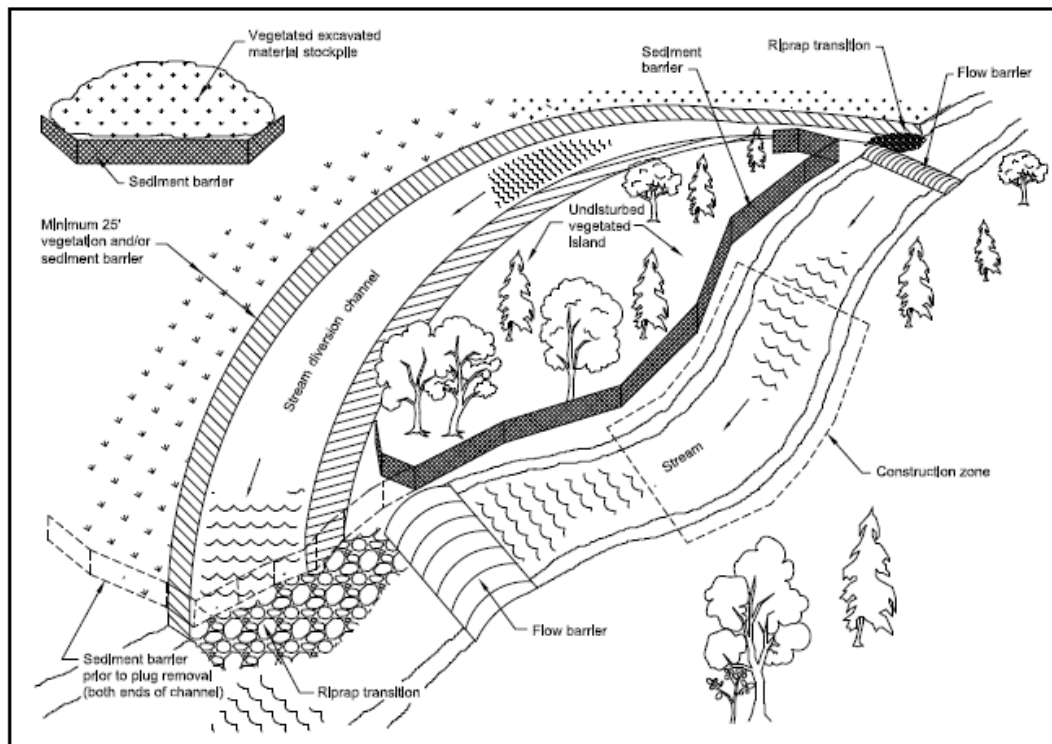 Vegetated excavated
material stockpile
Sediment barrier
Sediment
barrier
Riprap transition
Flow barrier
Minimum 25'
vegetation and/or
sediment barrier
Undisturbed
vegetated
island
Stream diversion channel
Stream
Construction zone
Flow barrier
Sediment barrier
prior to plug removal
(both ends of channel)
Riprap transition